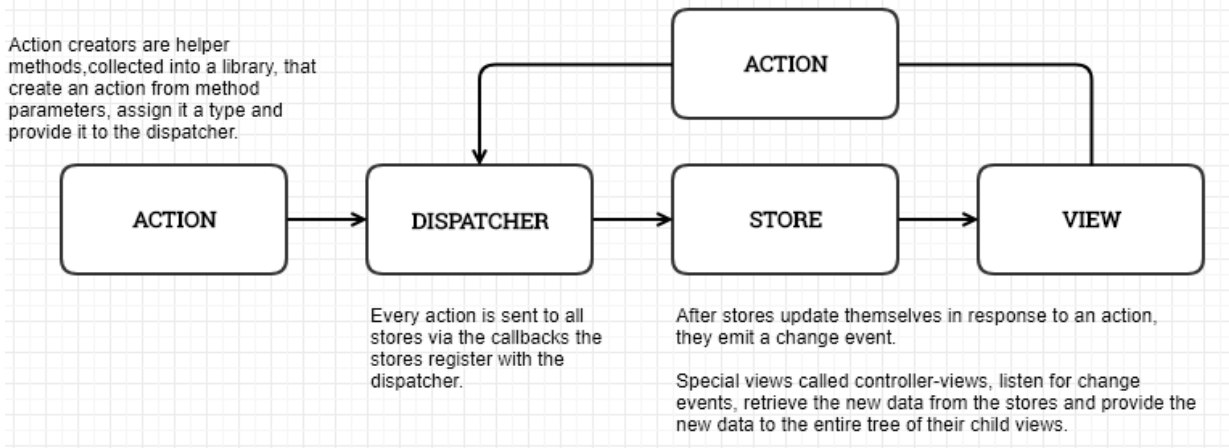 Action creators are helper
methods,collected into a library, that
create an action from method
parameters, assign it a type and
provide it to the dispatcher.
ACTION
ACTION
DISPATCHER
STORE
VIEW
Every action is sent to all
stores via the callbacks the
stores register with the
dispatcher.
After stores update themselves in response to an action,
they emit a change event.
Special views called controller-views, listen for change
events, retrieve the new data from the stores and provide the
new data to the entire tree of their child views.